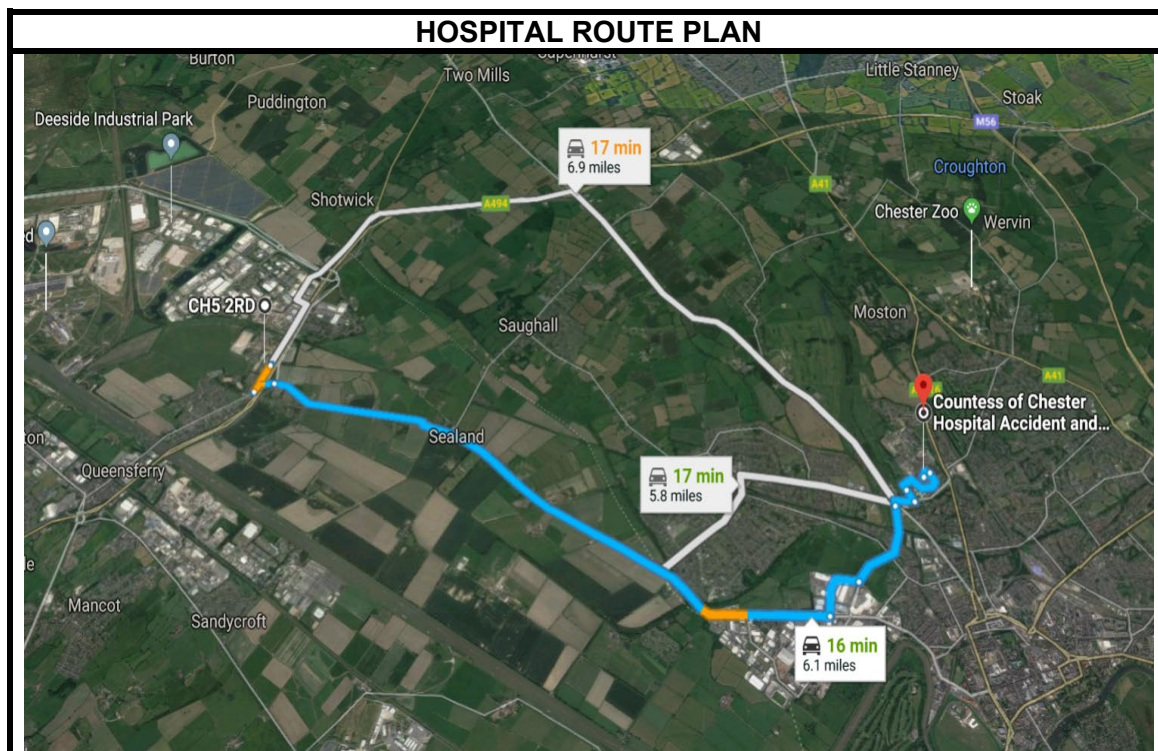 HOSPITAL ROUTE PLAN
Burton
Two Mills
Little Stanney
Puddington
Stoak
Deeside Industrial Park
M56
17 min
6.9 miles
Croughton
A41
Shotwick
A494
Chester Zoo
Wervin
CH5 2RD
Moston
Saughall
A41
Countess of Chester
Hospital Accident and...
Sealand
Queensferry
17 min
5.8 miles
Mancot
Sandycroft
16 min
6.1 miles